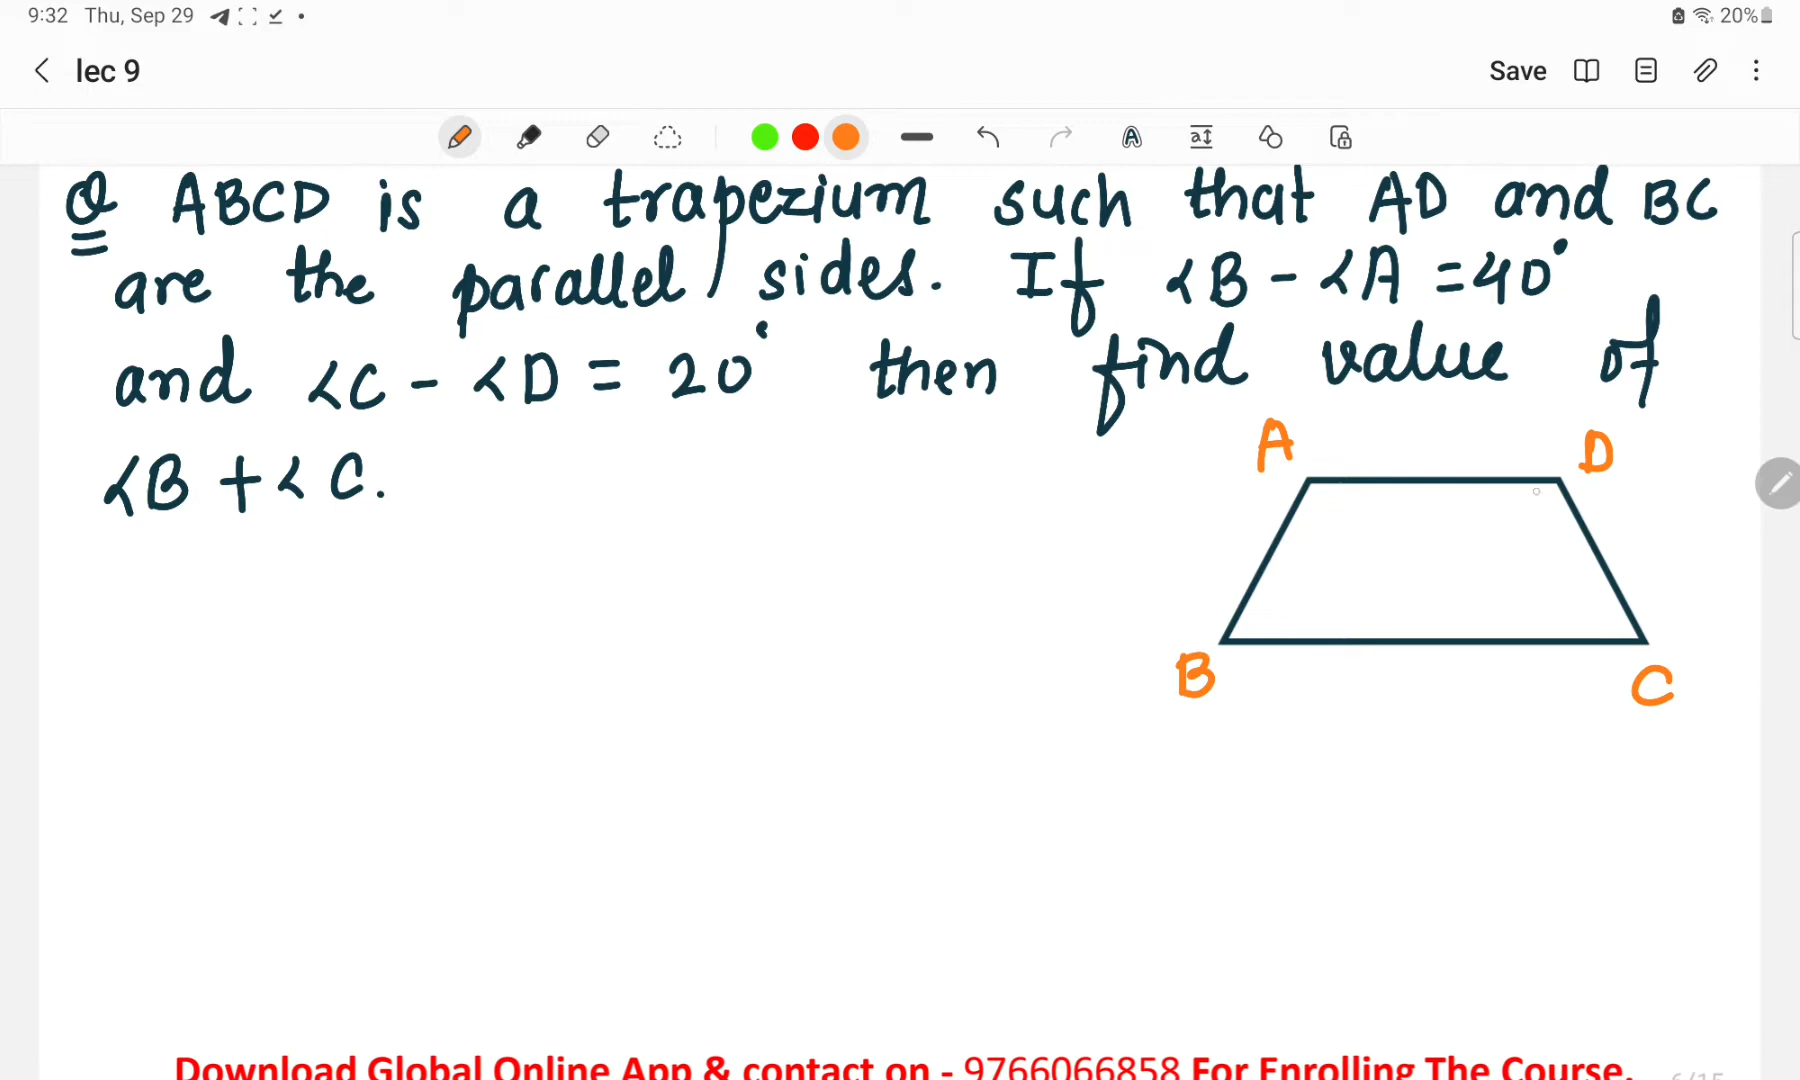 9:32 Thu, Sep 29 20%
lec 9
Save
Q ABCD is a trapezium such that AD and BC
are the parallel sides. If ∠B - ∠A = 40°
and ∠C - ∠D = 20° then find value of
∠B + ∠C.
A D
B C
Download Global Online App & contact on - 9766066858 For Enrolling The Course.
6/15